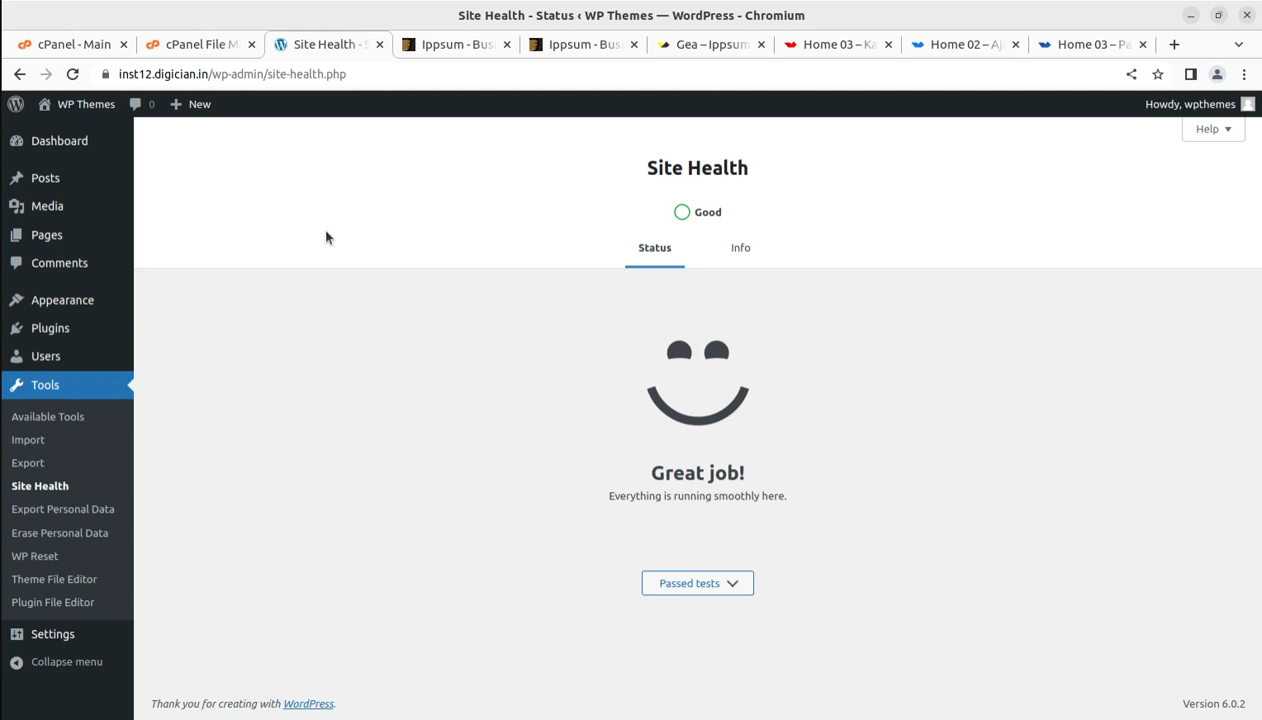 Site Health - Status ‹ WP Themes — WordPress - Chromium
cPanel - Main
cPanel File M
Site Health - S
Ippsum - Bus
Ippsum - Bus
Gea – Ippsum
Home 03 – Ka
Home 02 – Aj
Home 03 – Pa
inst12.digician.in/wp-admin/site-health.php
WP Themes
0
New
Howdy, wpthemes
Help
Dashboard
Posts
Media
Pages
Comments
Appearance
Plugins
Users
Tools
Available Tools
Import
Export
Site Health
Export Personal Data
Erase Personal Data
WP Reset
Theme File Editor
Plugin File Editor
Settings
Collapse menu
Site Health
Good
Status
Info
Great job!
Everything is running smoothly here.
Passed tests
Thank you for creating with WordPress.
Version 6.0.2